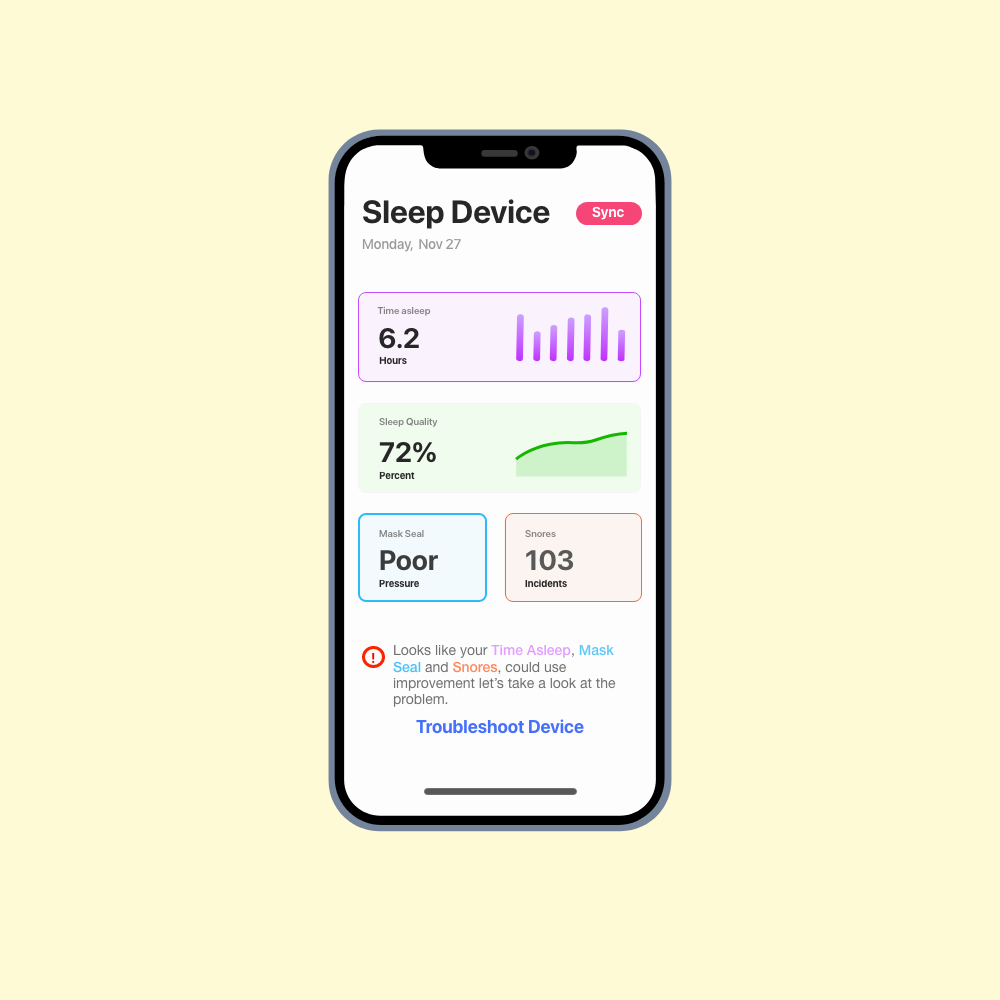 Sleep Device
Sync
Monday, Nov 27
Time asleep
6.2
Hours
Sleep Quality
72%
Percent
Mask Seal
Poor
Pressure
Snores
103
Incidents
Looks like your Time Asleep, Mask
Seal and Snores, could use
improvement let’s take a look at the
problem.
Troubleshoot Device